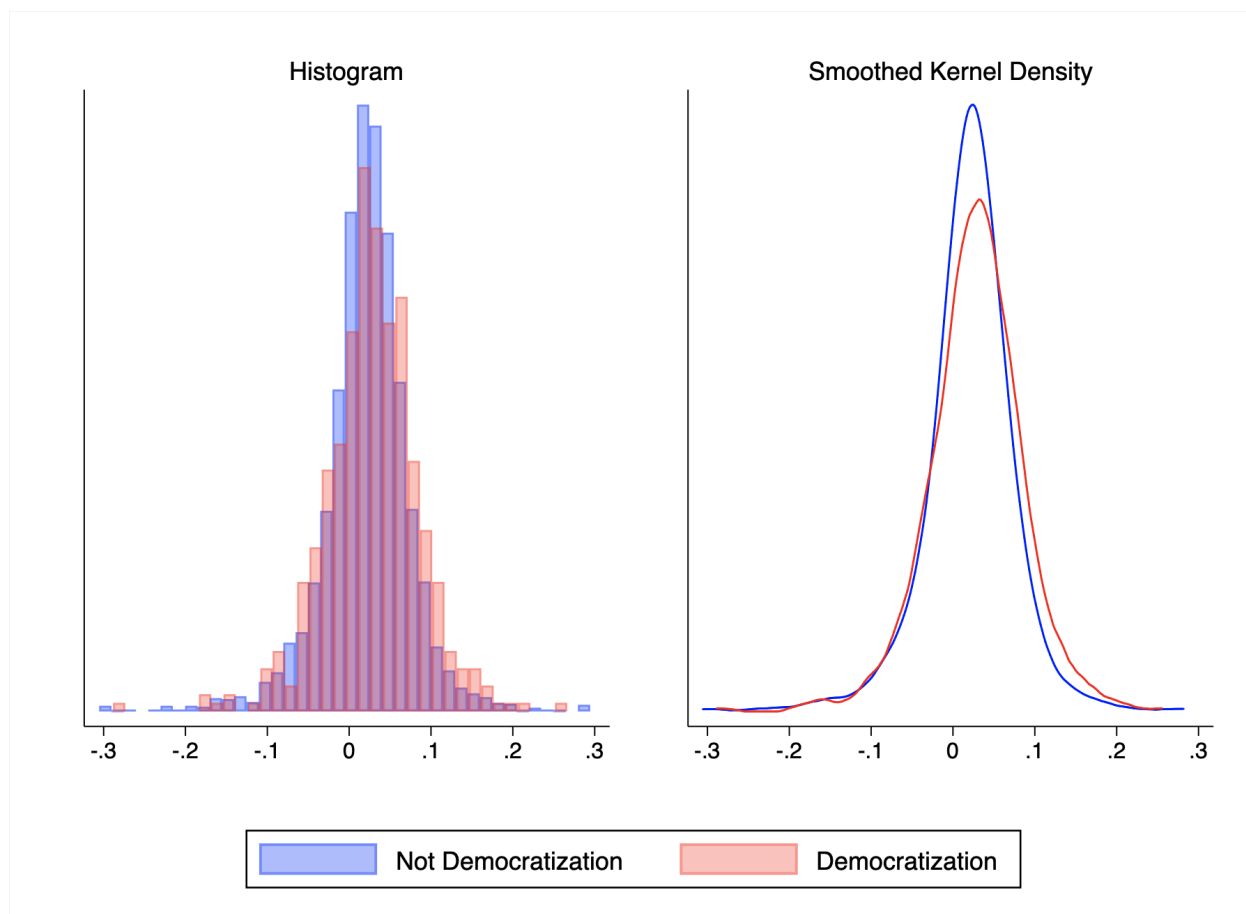 Histogram
Smoothed Kernel Density
-.3 -.2 -.1 0 .1 .2 .3
-.3 -.2 -.1 0 .1 .2 .3
Not Democratization
Democratization